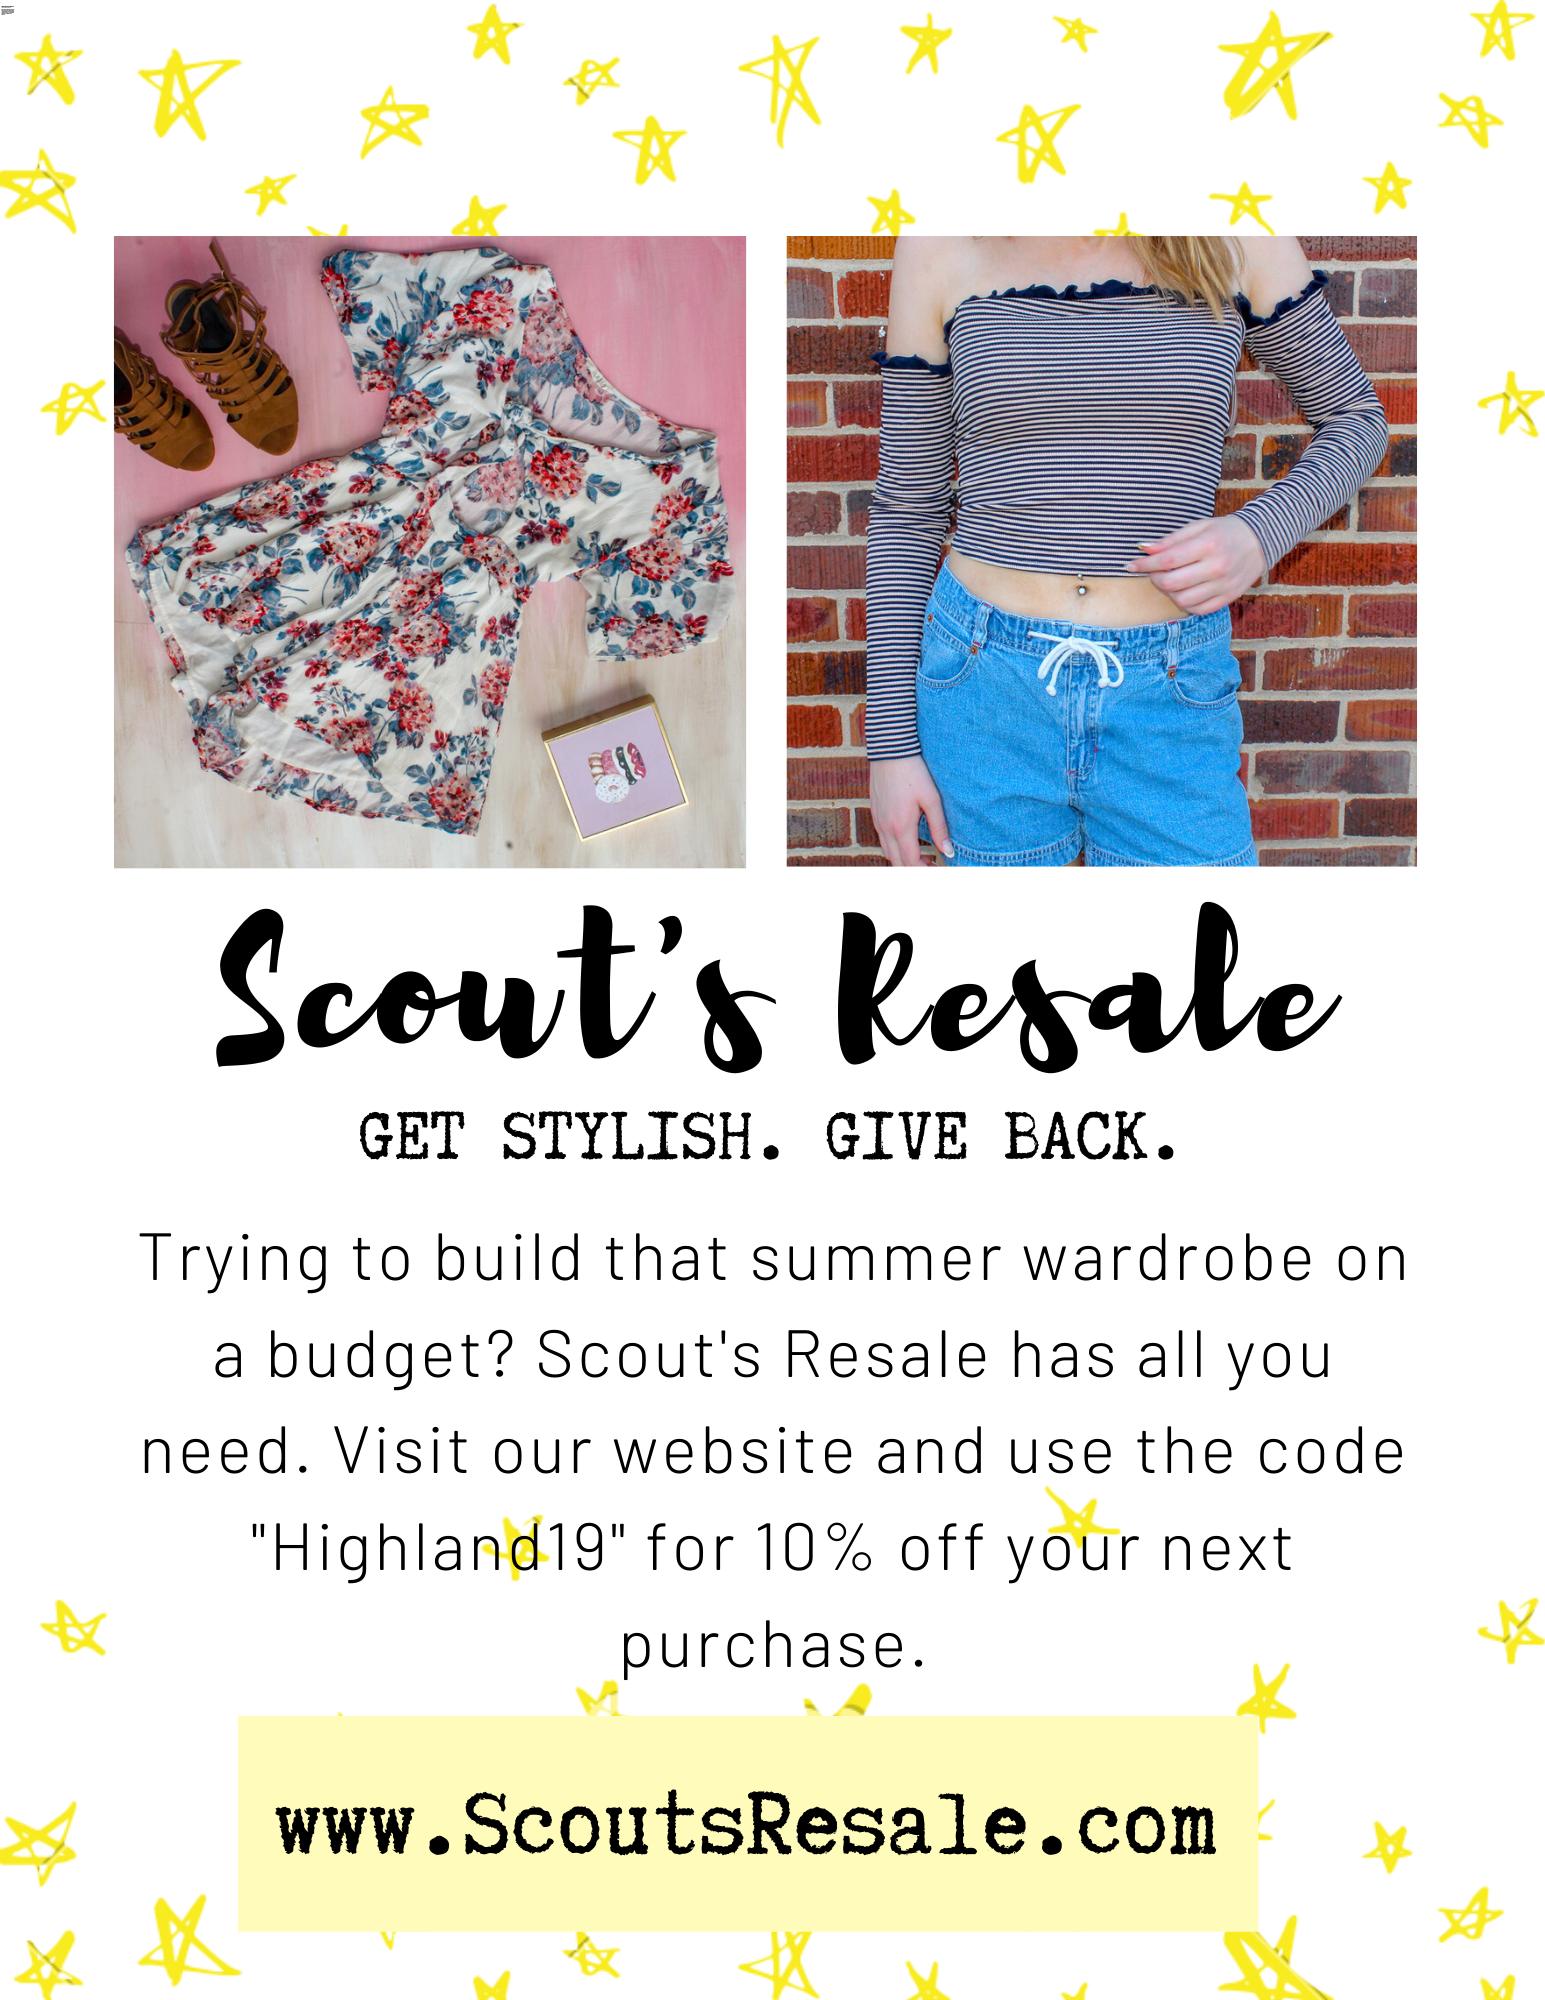 Scout's Resale
GET STYLISH. GIVE BACK.
Trying to build that summer wardrobe on
a budget? Scout's Resale has all you
need. Visit our website and use the code
"Highland19" for 10% off your next
purchase.
www.ScoutsResale.com